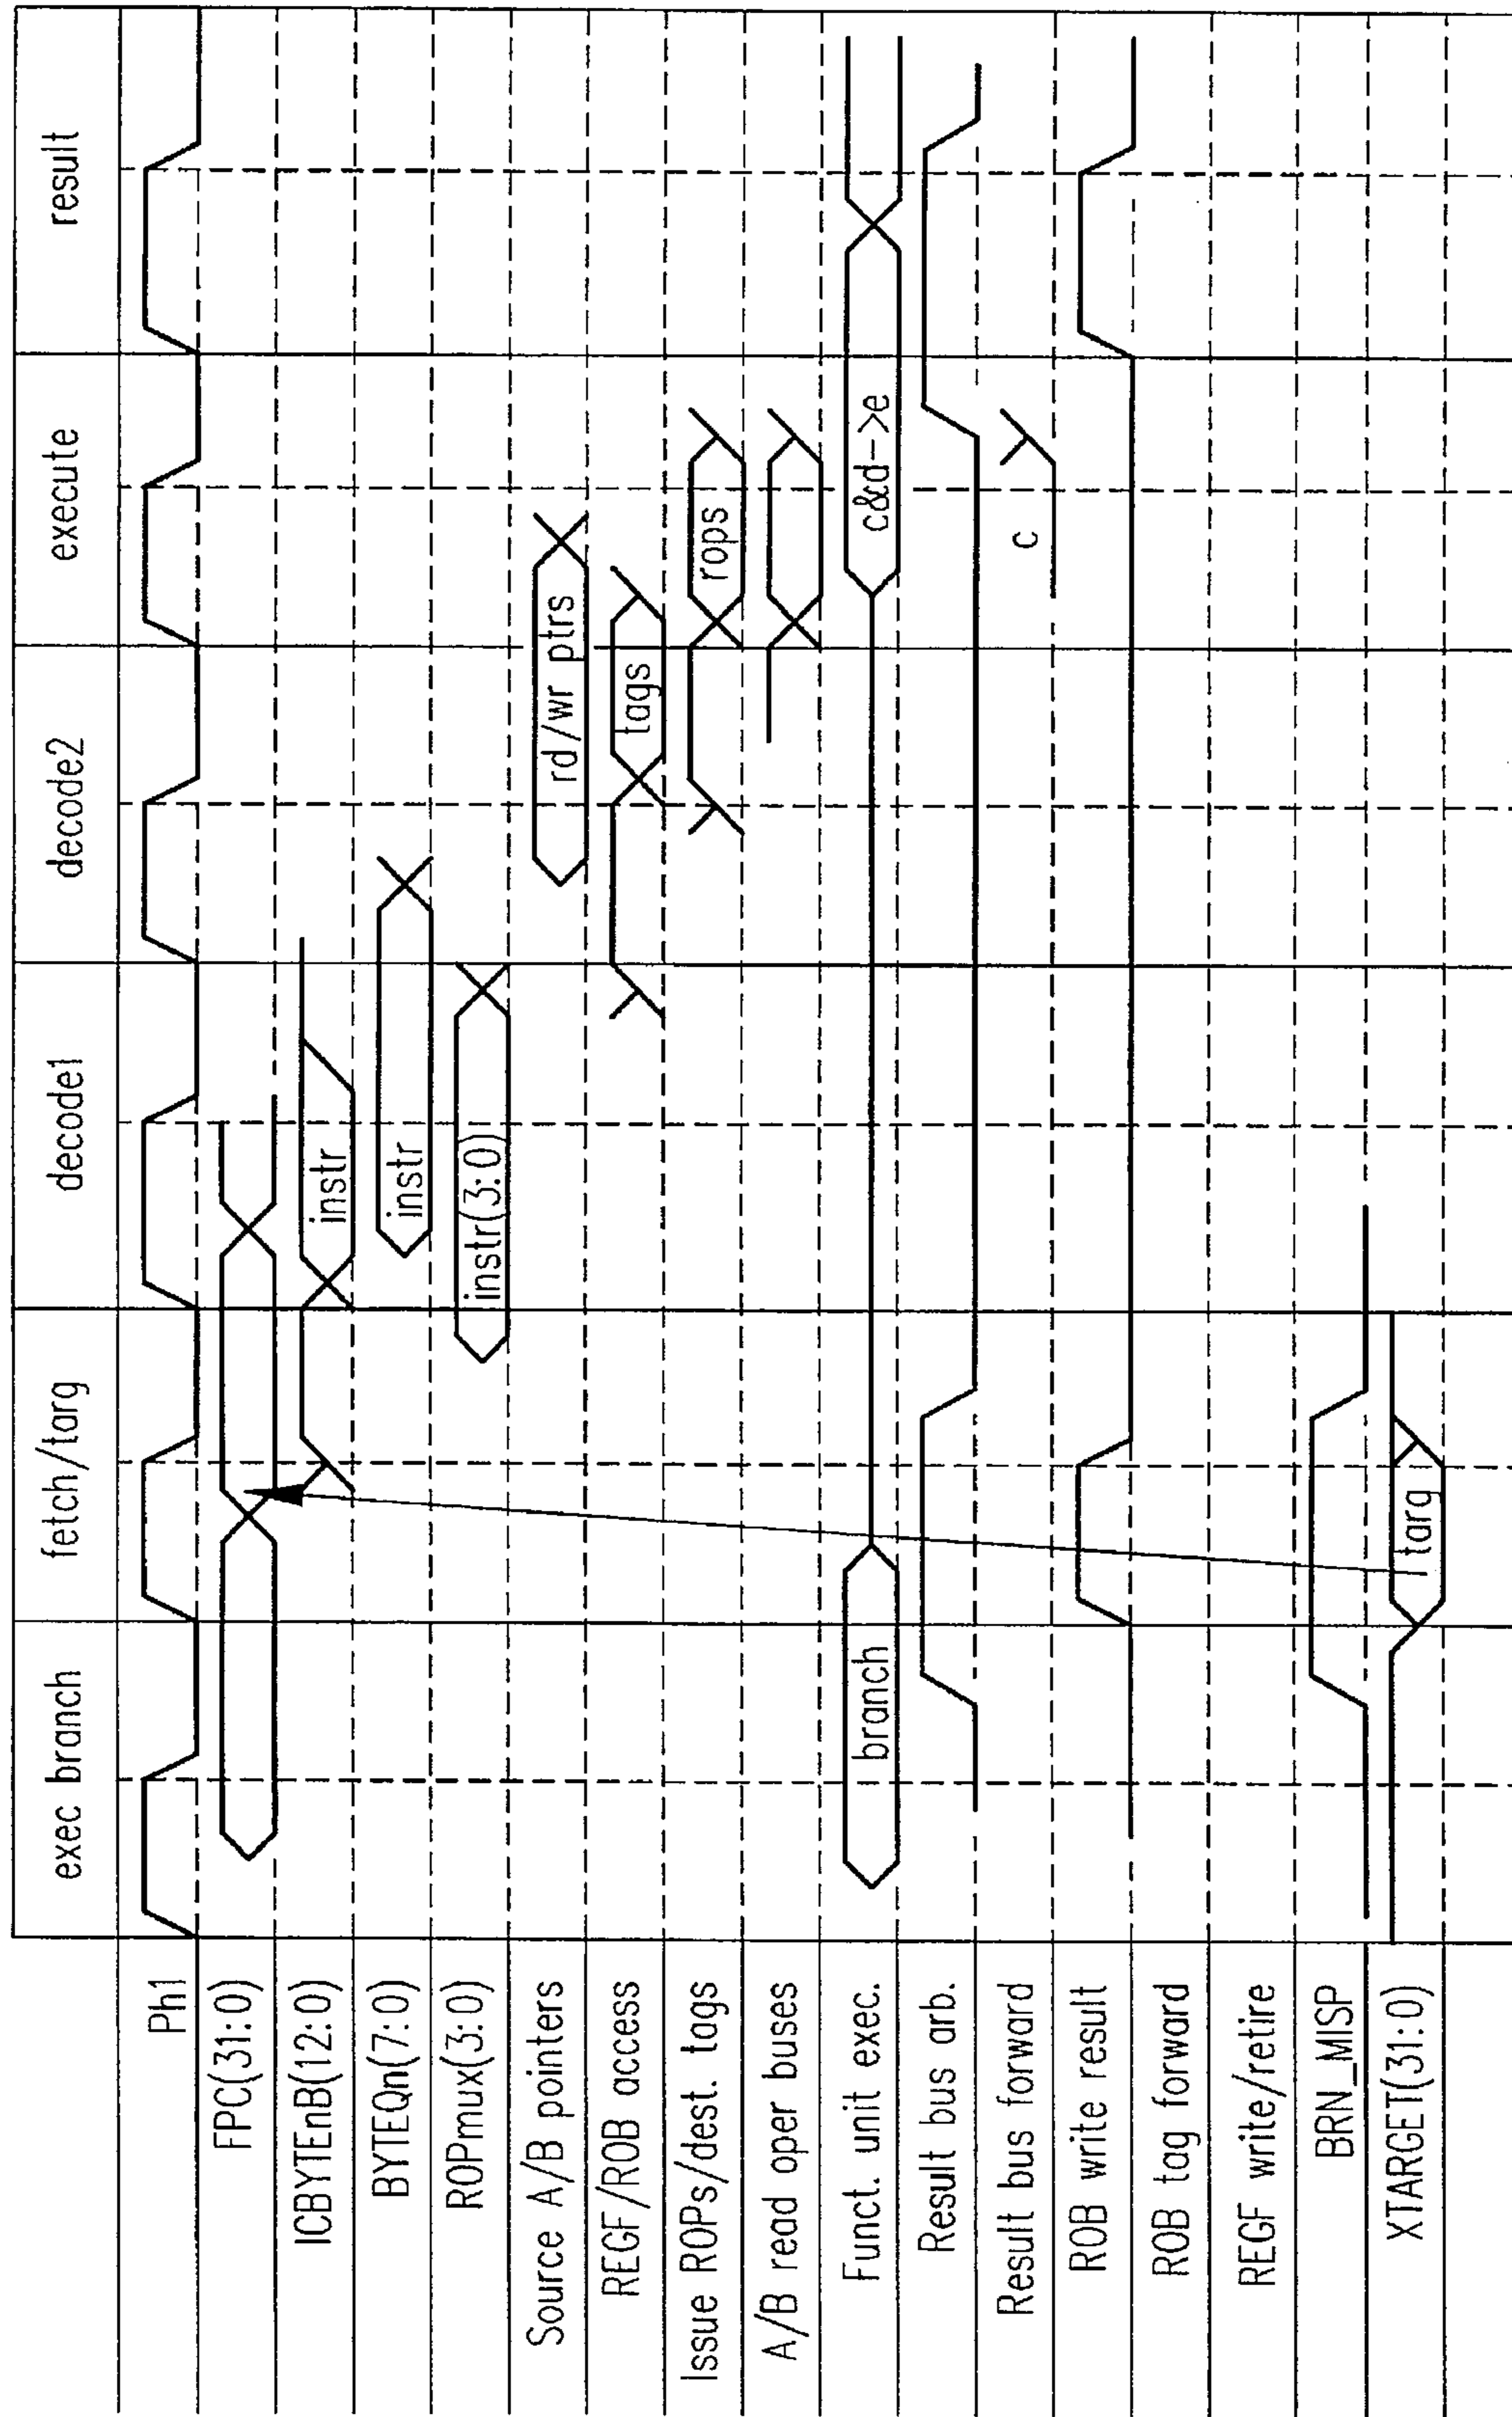 exec branch
fetch/targ
decode1
decode2
execute
result
Ph1
FPC(31:0)
ICBYTEnB(12:0)
instr
BYTEQn(7:0)
instr
ROPmux(3:0)
instr(3:0)
Source A/B pointers
rd/wr ptrs
REGF/ROB access
tags
Issue ROPs/dest. tags
rops
A/B read oper buses
Funct. unit exec.
branch
c&d->e
Result bus arb.
Result bus forward
c
ROB write result
ROB tag forward
REGF write/retire
BRN_MISP
XTARGET(31:0)
targ